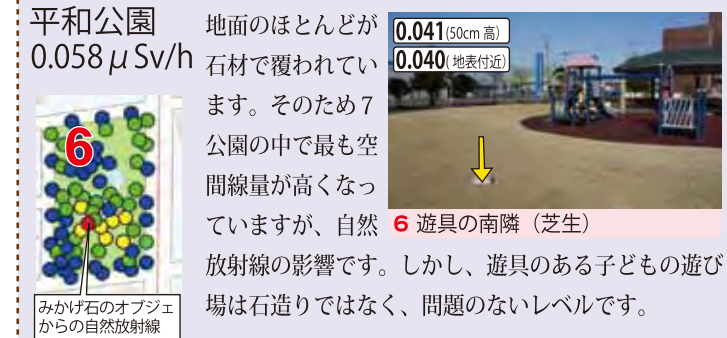 平和公園
0.058μSv/h
地面のほとんどが
石材で覆われてい
ます。そのため7
公園の中で最も空
間線量が高くなっ
ていますが、自然
放射線の影響です。しかし、遊具のある子どもの遊び
場は石造りではなく、問題のないレベルです。
6
みかげ石のオブジェ
からの自然放射線
0.041(50cm 高)
0.040(地表付近)
6 遊具の南隣(芝生)